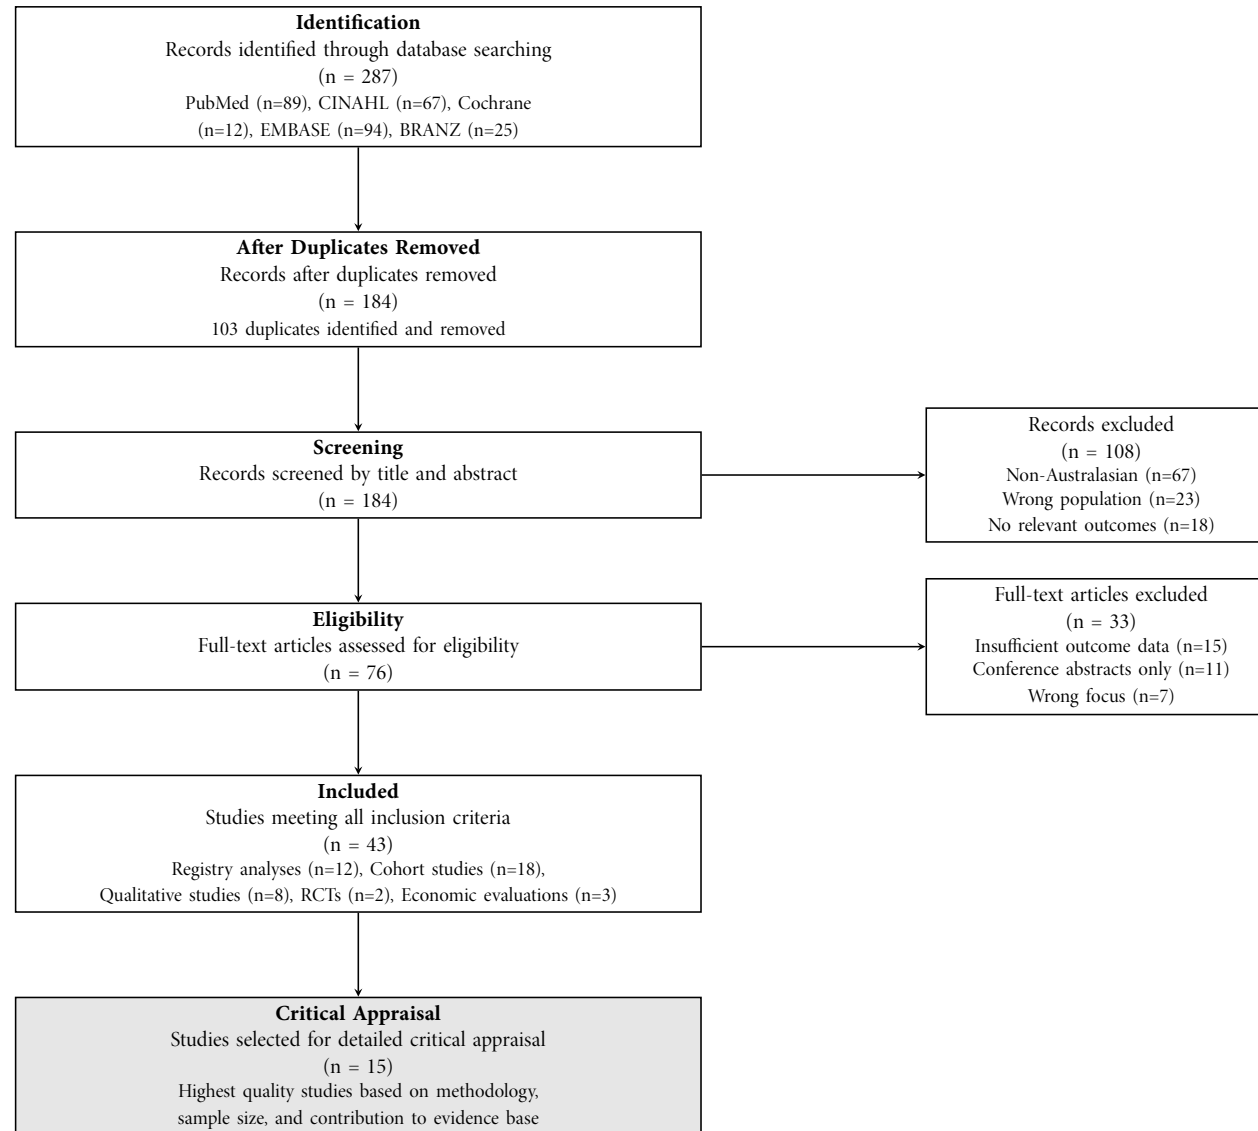 Identification
Records identified through database searching
(n = 287)
PubMed (n=89), CINAHL (n=67), Cochrane
(n=12), EMBASE (n=94), BRANZ (n=25)
After Duplicates Removed
Records after duplicates removed
(n = 184)
103 duplicates identified and removed
Screening
Records screened by title and abstract
(n = 184)
Records excluded
(n = 108)
Non-Australasian (n=67)
Wrong population (n=23)
No relevant outcomes (n=18)
Eligibility
Full-text articles assessed for eligibility
(n = 76)
Full-text articles excluded
(n = 33)
Insufficient outcome data (n=15)
Conference abstracts only (n=11)
Wrong focus (n=7)
Included
Studies meeting all inclusion criteria
(n = 43)
Registry analyses (n=12), Cohort studies (n=18),
Qualitative studies (n=8), RCTs (n=2), Economic evaluations (n=3)
Critical Appraisal
Studies selected for detailed critical appraisal
(n = 15)
Highest quality studies based on methodology,
sample size, and contribution to evidence base